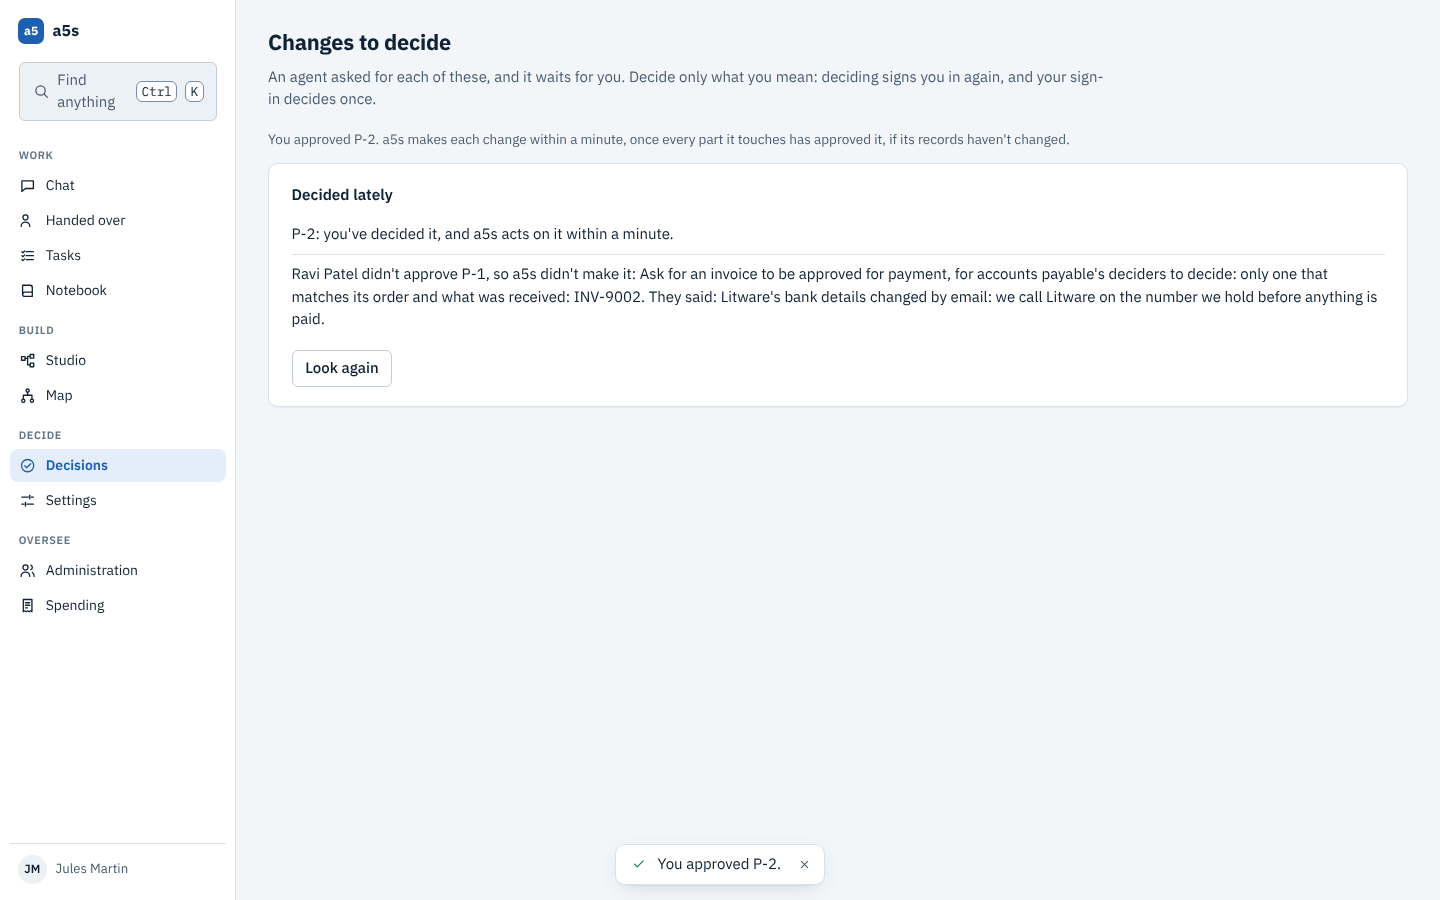 a5 a5s
Find anything Ctrl K
WORK
Chat
Handed over
Tasks
Notebook
BUILD
Studio
Map
DECIDE
Decisions
Settings
OVERSEE
Administration
Spending
JM Jules Martin
Changes to decide
An agent asked for each of these, and it waits for you. Decide only what you mean: deciding signs you in again, and your sign-
in decides once.
You approved P-2. a5s makes each change within a minute, once every part it touches has approved it, if its records haven't changed.
Decided lately
P-2: you've decided it, and a5s acts on it within a minute.
Ravi Patel didn't approve P-1, so a5s didn't make it: Ask for an invoice to be approved for payment, for accounts payable's deciders to decide: only one that
matches its order and what was received: INV-9002. They said: Litware's bank details changed by email: we call Litware on the number we hold before anything is
paid.
Look again
You approved P-2.